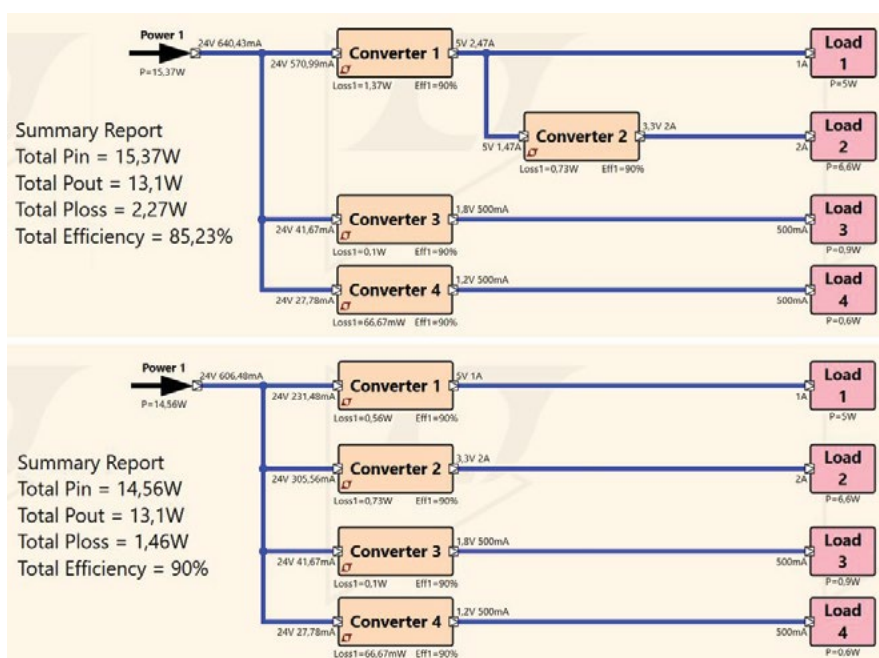 Power 1
24V 640,43mA
P=15,37W
24V 570,99mA
Converter 1
Loss1=1,37W Eff1=90%
5V 2,47A
1A
Load
1
P=5W
5V 1,47A
Converter 2
Loss1=0,73W Eff1=90%
3,3V 2A
2A
Load
2
P=6,6W
Summary Report
Total Pin = 15,37W
Total Pout = 13,1W
Total Ploss = 2,27W
Total Efficiency = 85,23%
24V 41,67mA
Converter 3
Loss1=0,1W Eff1=90%
1,8V 500mA
500mA
Load
3
P=0,9W
24V 27,78mA
Converter 4
Loss1=66,67mW Eff1=90%
1,2V 500mA
500mA
Load
4
P=0,6W
Power 1
24V 606,48mA
P=14,56W
24V 231,48mA
Converter 1
Loss1=0,56W Eff1=90%
5V 1A
1A
Load
1
P=5W
24V 305,56mA
Converter 2
Loss1=0,73W Eff1=90%
3,3V 2A
2A
Load
2
P=6,6W
Summary Report
Total Pin = 14,56W
Total Pout = 13,1W
Total Ploss = 1,46W
Total Efficiency = 90%
24V 41,67mA
Converter 3
Loss1=0,1W Eff1=90%
1,8V 500mA
500mA
Load
3
P=0,9W
24V 27,78mA
Converter 4
Loss1=66,67mW Eff1=90%
1,2V 500mA
500mA
Load
4
P=0,6W